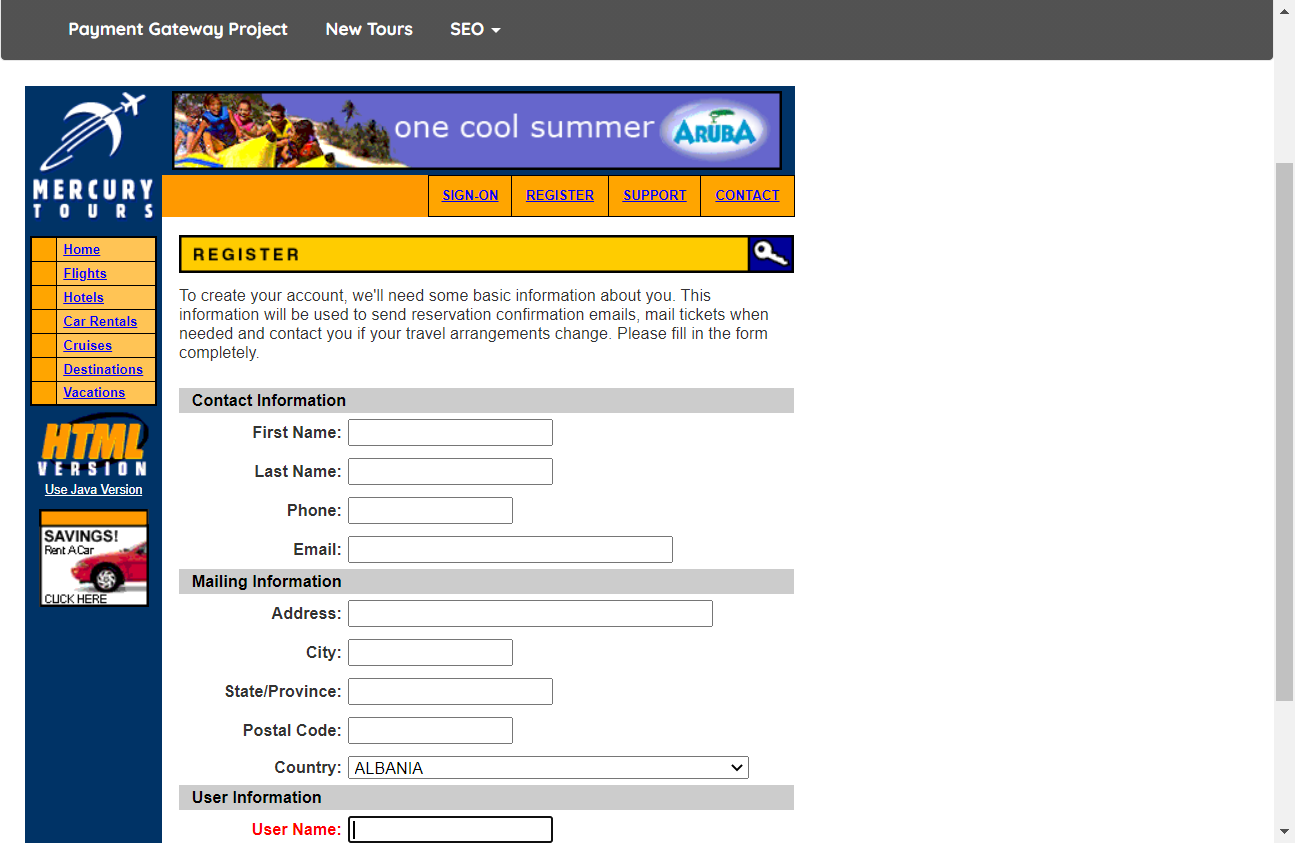 Payment Gateway Project New Tours SEO
one cool summer ARUBA
MERCURY
TOURS
SIGN-ON REGISTER SUPPORT CONTACT
Home
Flights
Hotels
Car Rentals
Cruises
Destinations
Vacations
HTML
VERSION
Use Java Version
SAVINGS!
Rent A Car
CLICK HERE
REGISTER
To create your account, we'll need some basic information about you. This
information will be used to send reservation confirmation emails, mail tickets when
needed and contact you if your travel arrangements change. Please fill in the form
completely.
Contact Information
First Name:
Last Name:
Phone:
Email:
Mailing Information
Address:
City:
State/Province:
Postal Code:
Country: ALBANIA
User Information
User Name: